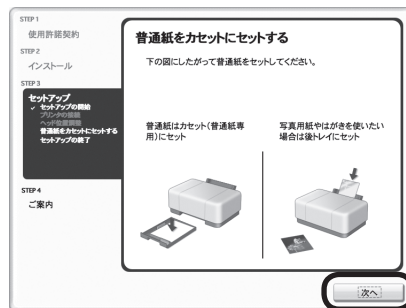 STEP 1
使用許諾契約
STEP 2
インストール
STEP 3
セットアップ
✓ セットアップの開始
プリンタの接続
ヘッド位置調整
普通紙をカセットにセットする
セットアップの終了
STEP 4
ご案内
普通紙をカセットにセットする
下の図にしたがって普通紙をセットしてください。
普通紙はカセット(普通紙専
用)にセット
写真用紙やはがきを使いたい
場合は後トレイにセット
次へ